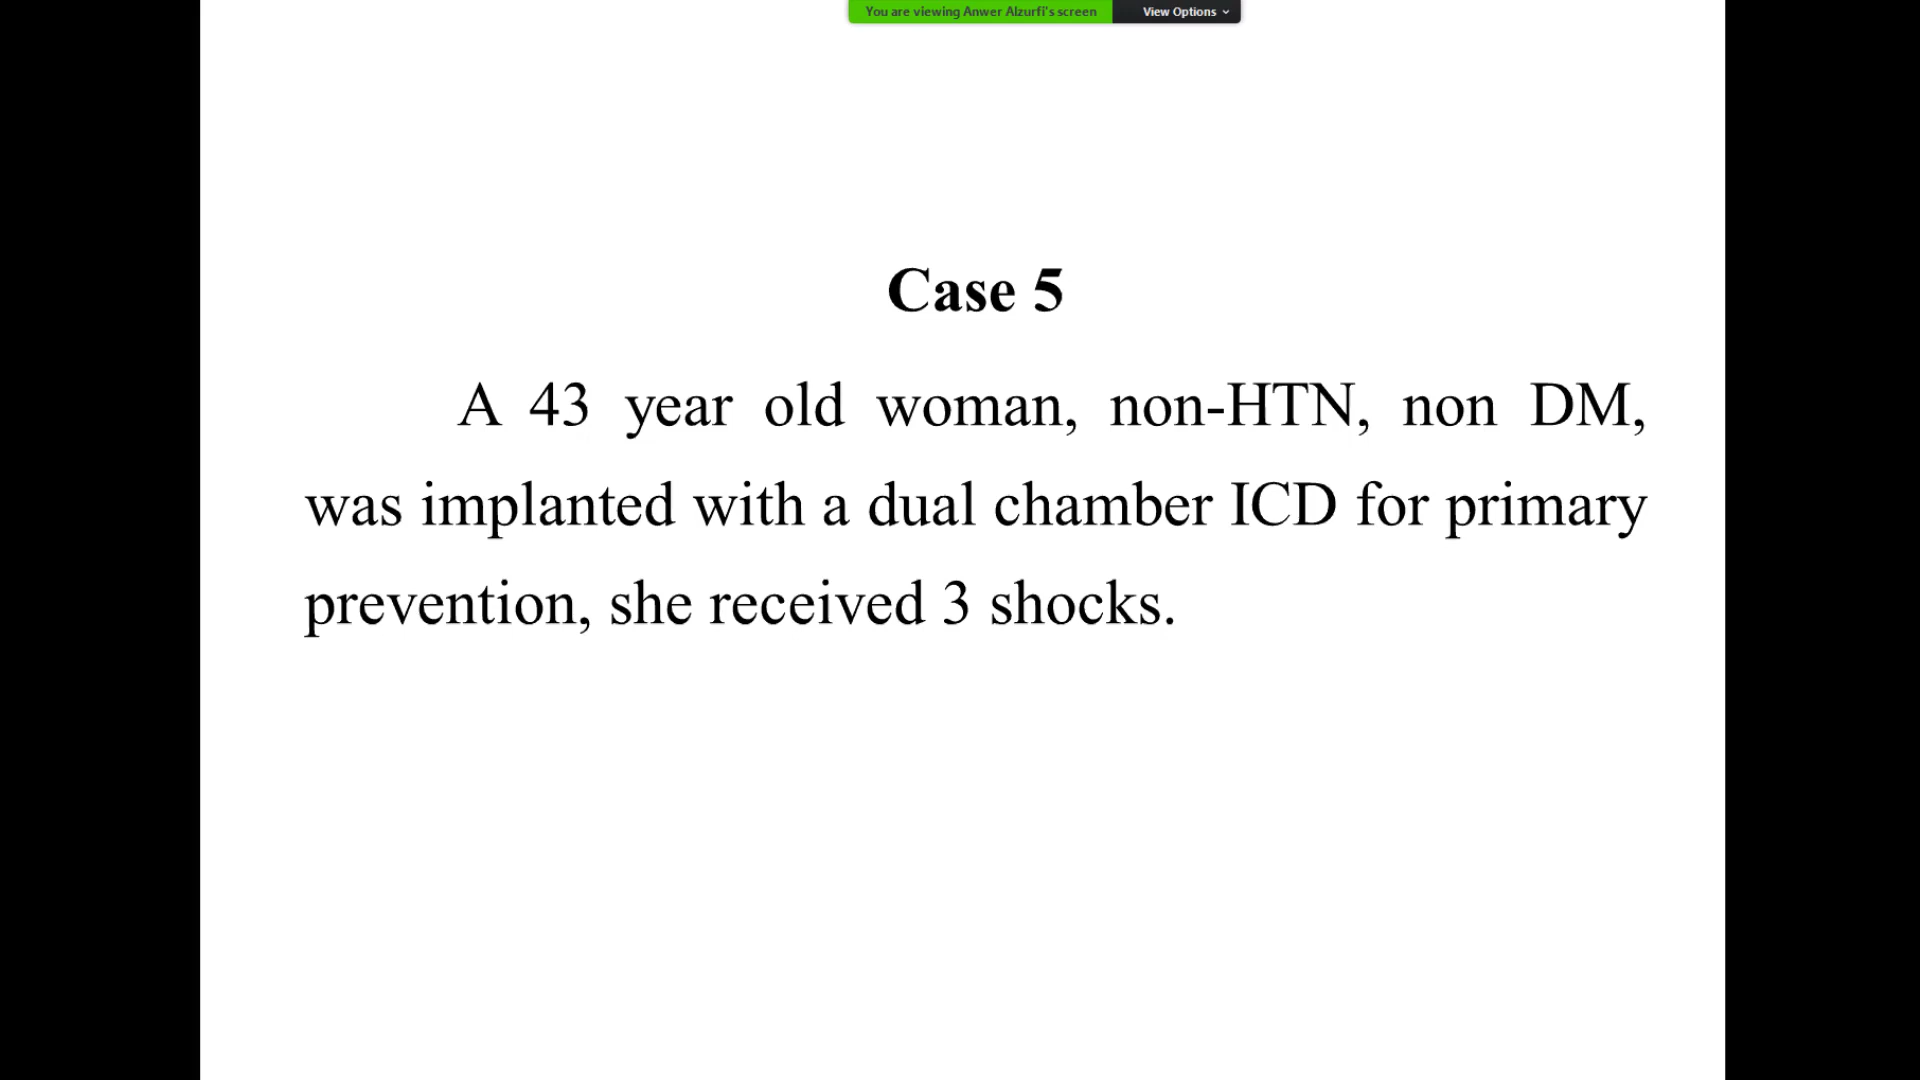 You are viewing Anwer Alzurfi's screen View Options
Case 5
A 43 year old woman, non-HTN, non DM,
was implanted with a dual chamber ICD for primary
prevention, she received 3 shocks.